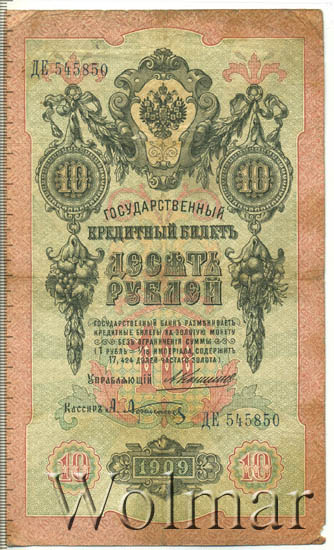 ДЕ 545850
10 10
ГОСУДАРСТВЕННЫЙ
КРЕДИТНЫЙ БИЛЕТЪ
ДЕСЯТЬ
РУБЛЕЙ
ГОСУДАРСТВЕННЫЙ БАНКЪ РАЗМѢНИВАЕТЪ
КРЕДИТНЫЕ БИЛЕТЫ НА ЗОЛОТУЮ МОНЕТУ
БЕЗЪ ОГРАНИЧЕНІЯ СУММЫ
(1 РУБЛЬ = 1/15 ИМПЕРІАЛА, СОДЕРЖИТЪ
17,424 ДОЛЕЙ ЧИСТАГО ЗОЛОТА)
УПРАВЛЯЮЩІЙ
КАССИРЪ
ДЕ 545850
10 1909 10
Wolmar